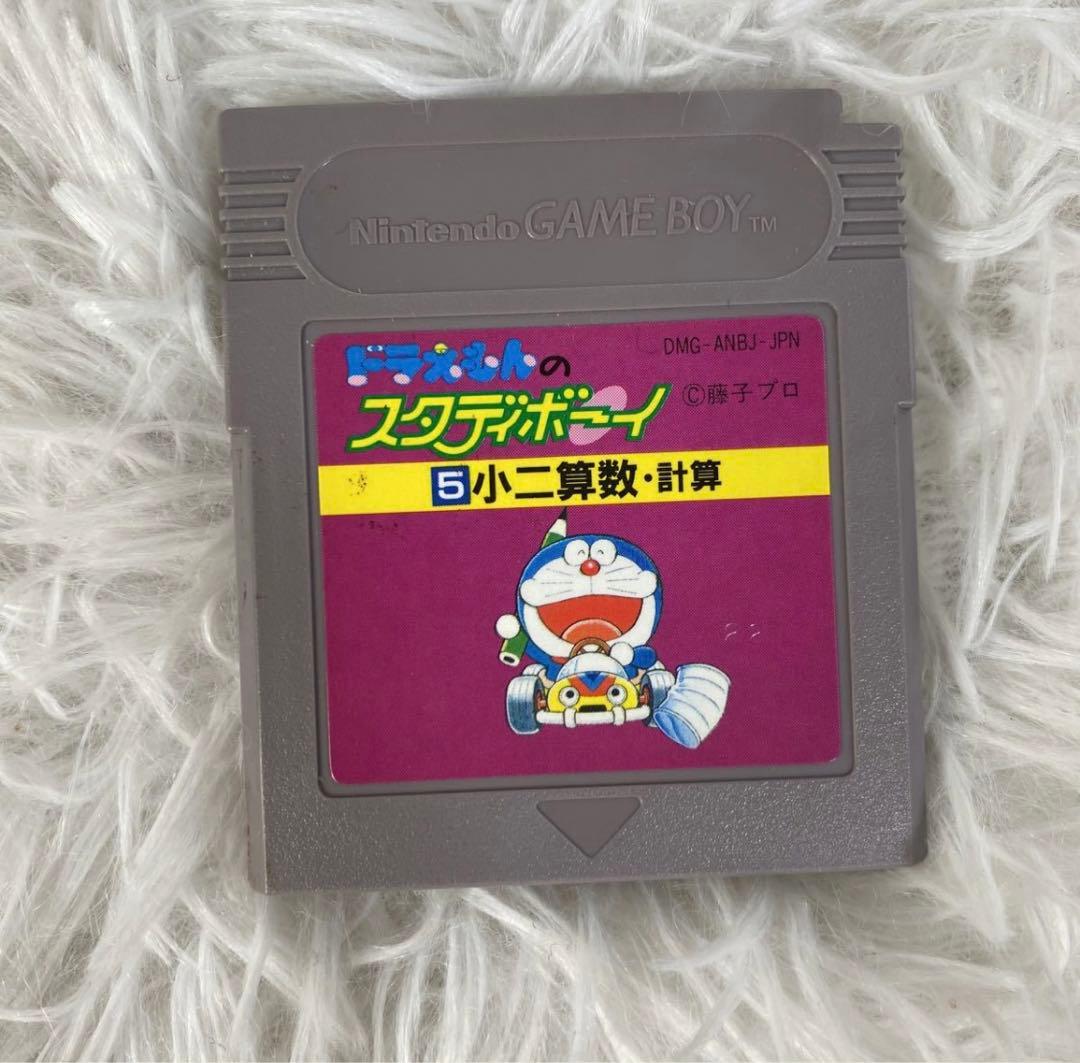 Nintendo GAME BOY™
DMG-ANBJ-JPN
ドラえもんの
©藤子プロ
スタディボーイ
5 小二算数・計算